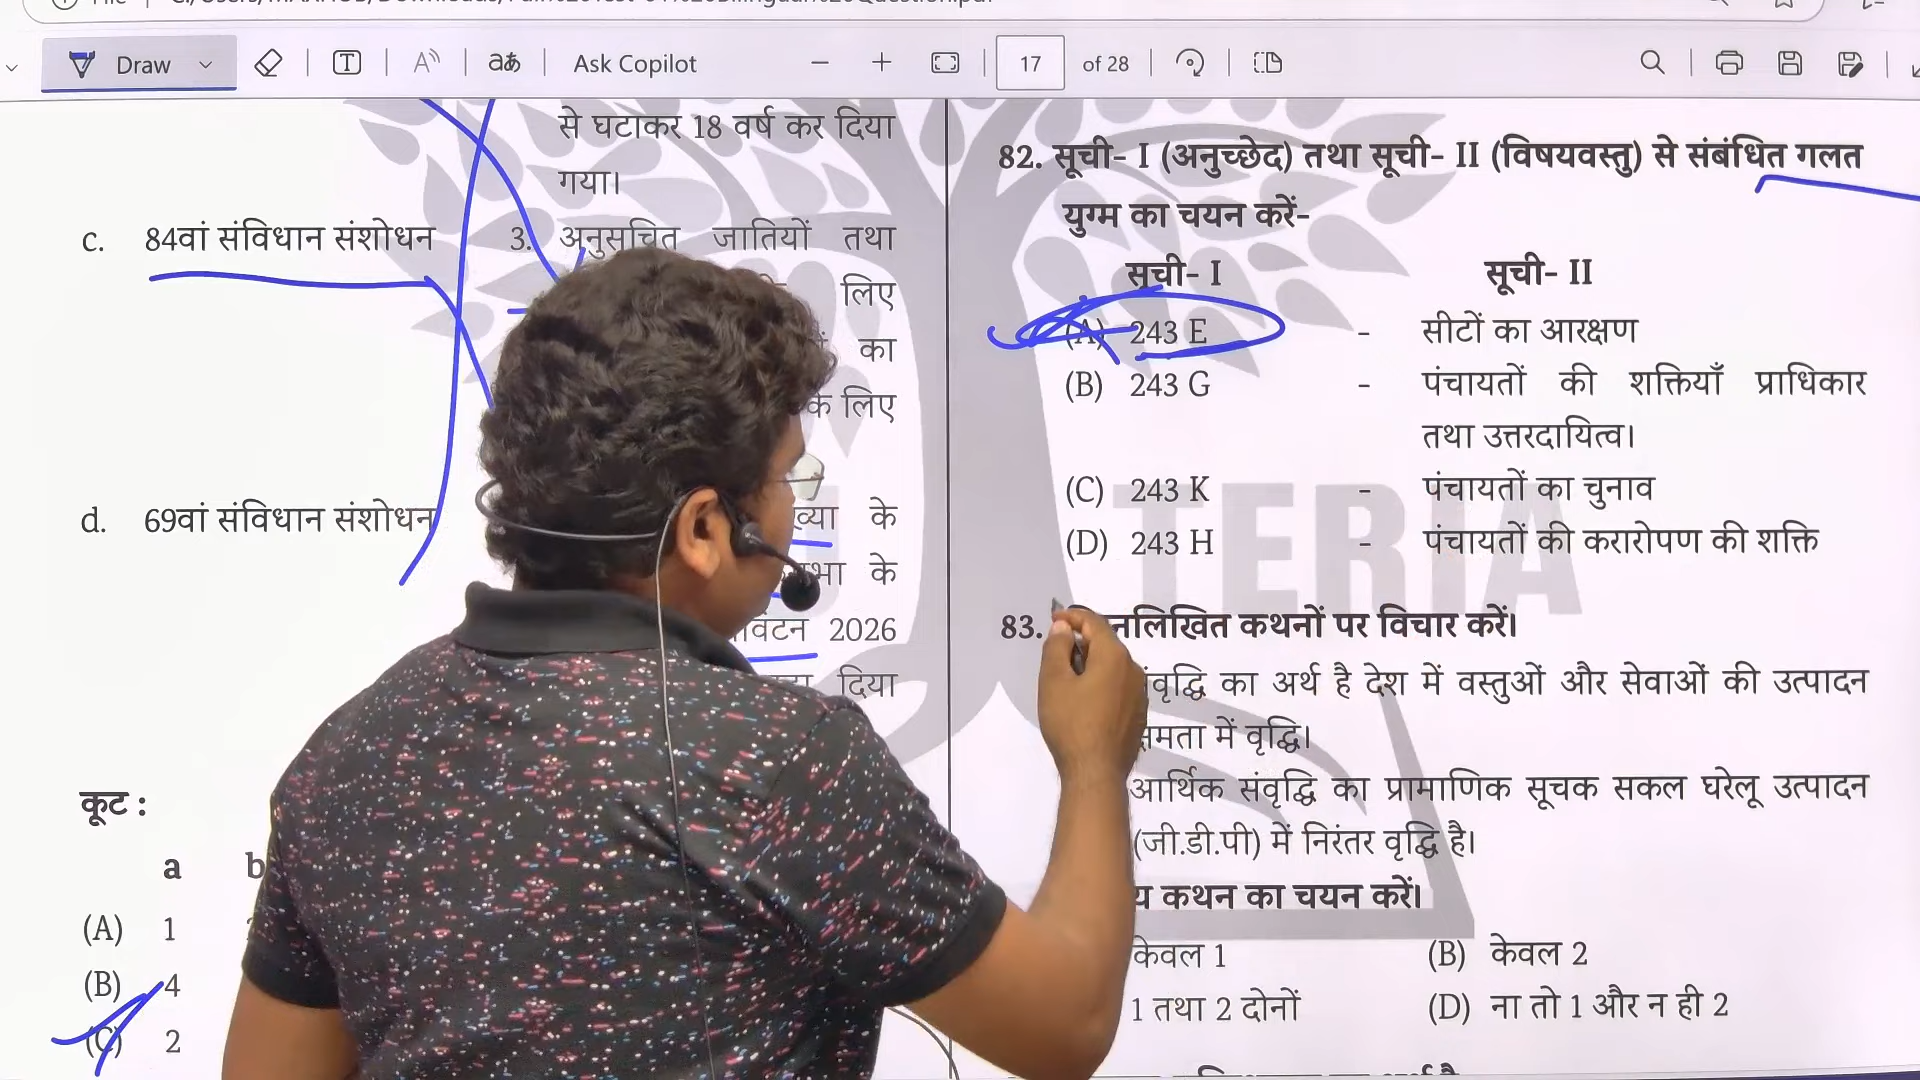 Draw
Ask Copilot
17 of 28
से घटाकर 18 वर्ष कर दिया
गया।
c. 84वां संविधान संशोधन
3. अनुसूचित जातियों तथा
लिए
का
के लिए
d. 69वां संविधान संशोधन
के
के
2026
दिया
कूट :
a b
(A) 1
(B) 4
(C) 2
82. सूची- I (अनुच्छेद) तथा सूची- II (विषयवस्तु) से संबंधित गलत
युग्म का चयन करें-
सूची- I सूची- II
(A) 243 E - सीटों का आरक्षण
(B) 243 G - पंचायतों की शक्तियाँ प्राधिकार
तथा उत्तरदायित्व।
(C) 243 K - पंचायतों का चुनाव
(D) 243 H - पंचायतों की करारोपण की शक्ति
TERIA
83.
कथनों पर विचार करें।
का अर्थ है देश में वस्तुओं और सेवाओं की उत्पादन
क्षमता में वृद्धि।
आर्थिक संवृद्धि का प्रामाणिक सूचक सकल घरेलू उत्पादन
(जी.डी.पी) में निरंतर वृद्धि है।
कथन का चयन करें।
केवल 1 (B) केवल 2
1 तथा 2 दोनों (D) ना तो 1 और न ही 2